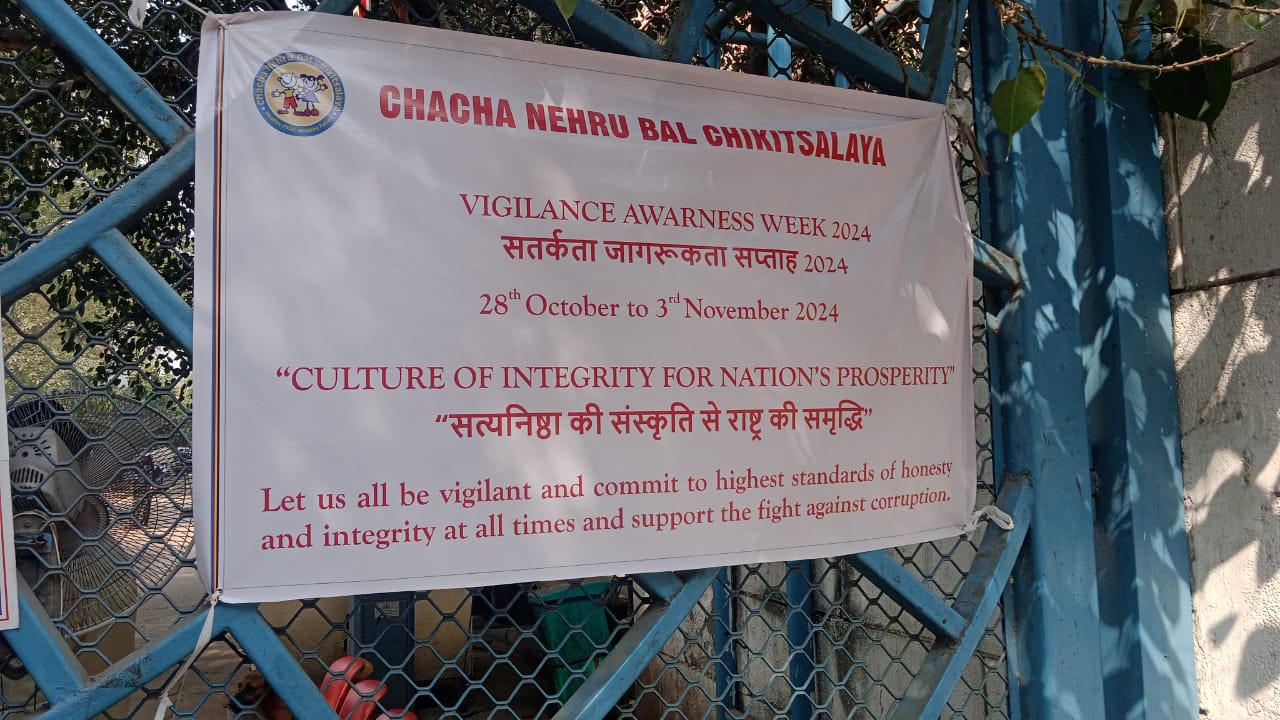 CHACHA NEHRU BAL CHIKITSALAYA
VIGILANCE AWARNESS WEEK 2024
सतर्कता जागरूकता सप्ताह 2024
28th October to 3rd November 2024
“CULTURE OF INTEGRITY FOR NATION’S PROSPERITY”
“सत्यनिष्ठा की संस्कृति से राष्ट्र की समृद्धि”
Let us all be vigilant and commit to highest standards of honesty
and integrity at all times and support the fight against corruption.